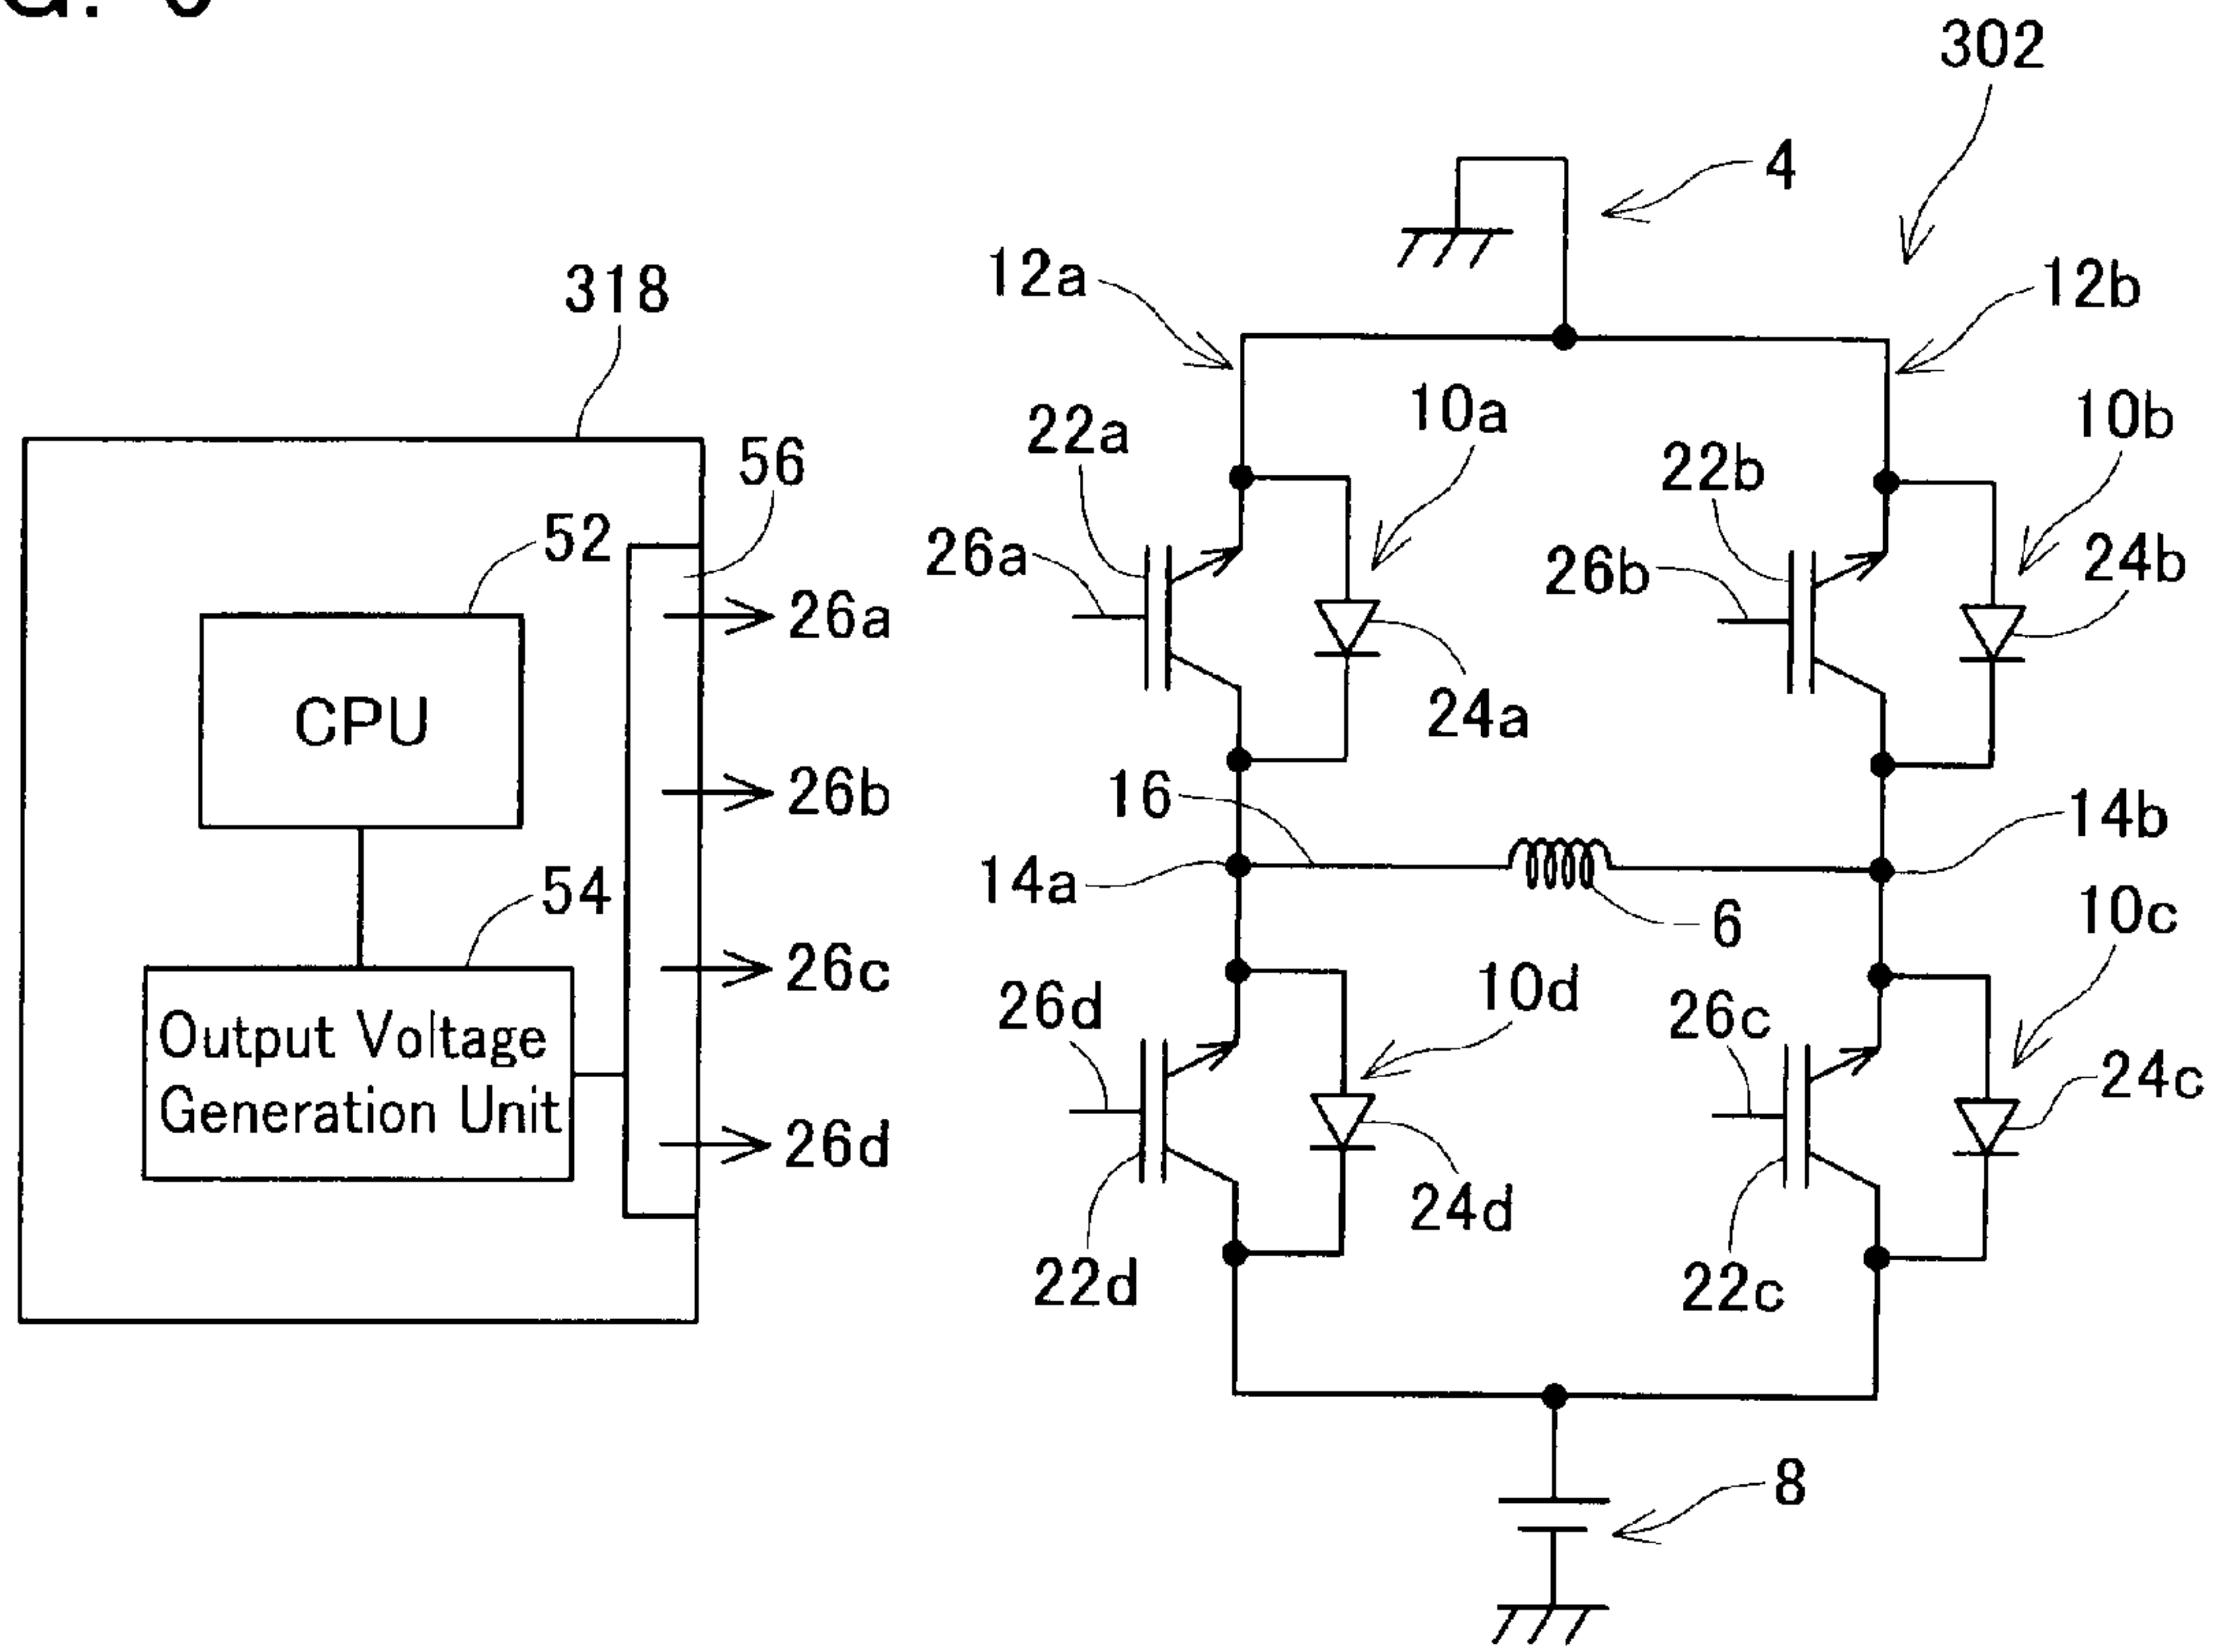 302
4
12a
12b
318
10a
10b
22a
56
22b
52
26a
26b
24b
26a
CPU
24a
26b
16
14b
14a
54
6
10c
26c
10d
26d
26c
Output Voltage
Generation Unit
24c
26d
24d
22d
22c
8